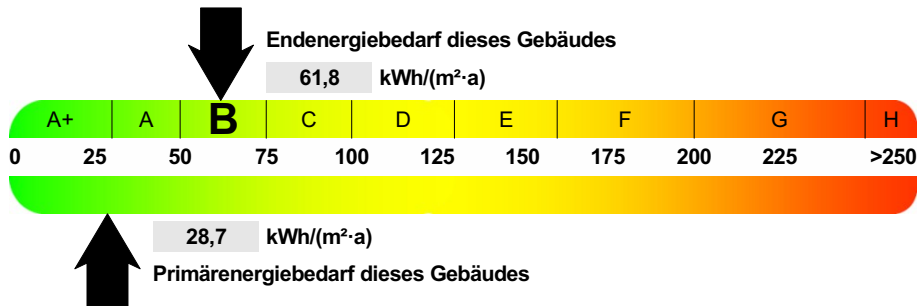 Endenergiebedarf dieses Gebäudes
61,8 kWh/(m²·a)
A+ A B C D E F G H
0 25 50 75 100 125 150 175 200 225 >250
28,7 kWh/(m²·a)
Primärenergiebedarf dieses Gebäudes